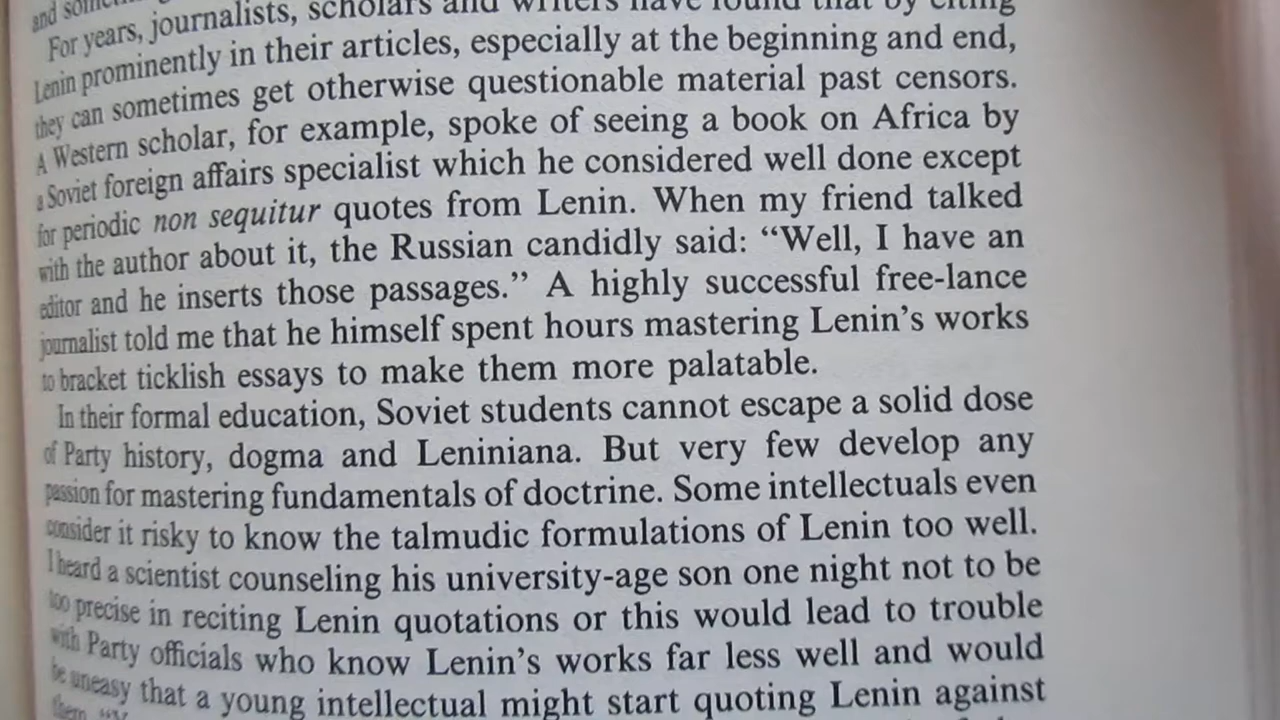 and
For years, journalists, scholars and writers have found that by citing
Lenin prominently in their articles, especially at the beginning and end,
they can sometimes get otherwise questionable material past censors.
A Western scholar, for example, spoke of seeing a book on Africa by
a Soviet foreign affairs specialist which he considered well done except
for periodic non sequitur quotes from Lenin. When my friend talked
with the author about it, the Russian candidly said: “Well, I have an
editor and he inserts those passages.” A highly successful free-lance
journalist told me that he himself spent hours mastering Lenin’s works
to bracket ticklish essays to make them more palatable.
In their formal education, Soviet students cannot escape a solid dose
of Party history, dogma and Leniniana. But very few develop any
passion for mastering fundamentals of doctrine. Some intellectuals even
consider it risky to know the talmudic formulations of Lenin too well.
I heard a scientist counseling his university-age son one night not to be
too precise in reciting Lenin quotations or this would lead to trouble
with Party officials who know Lenin’s works far less well and would
be uneasy that a young intellectual might start quoting Lenin against
them.